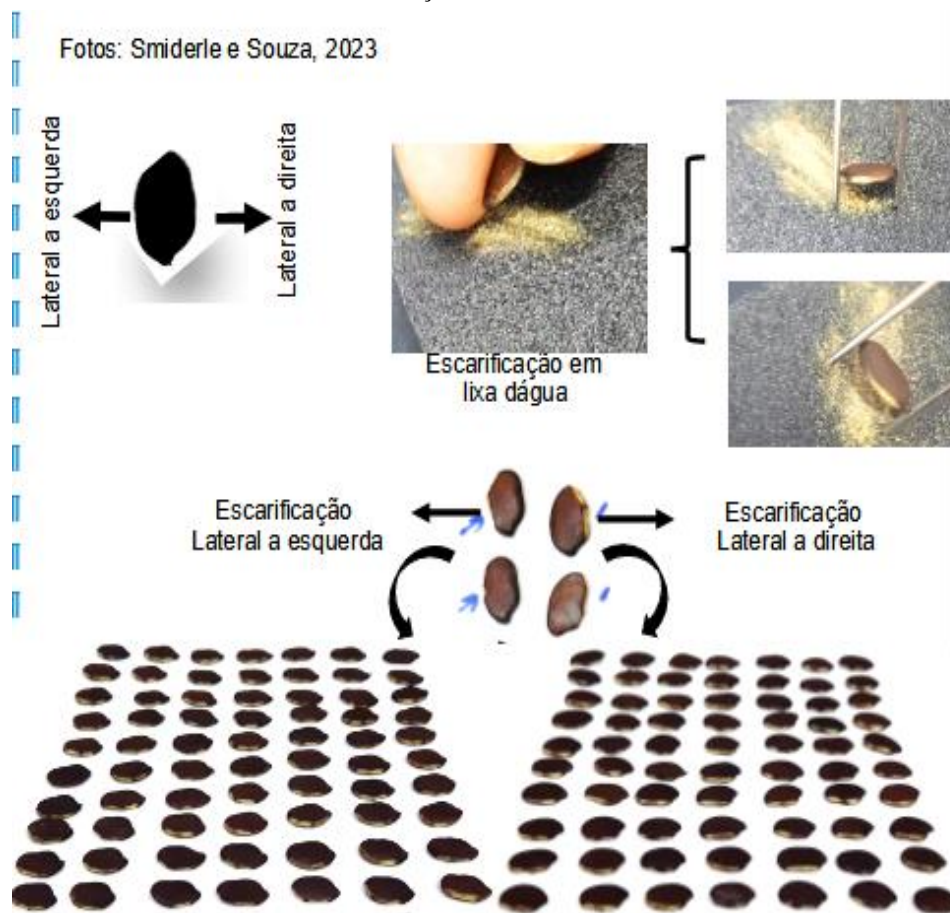 Fotos: Smiderle e Souza, 2023
Lateral a esquerda
Lateral a direita
Escarificação em
lixa dágua
Escarificação
Lateral a esquerda
Escarificação
Lateral a direita